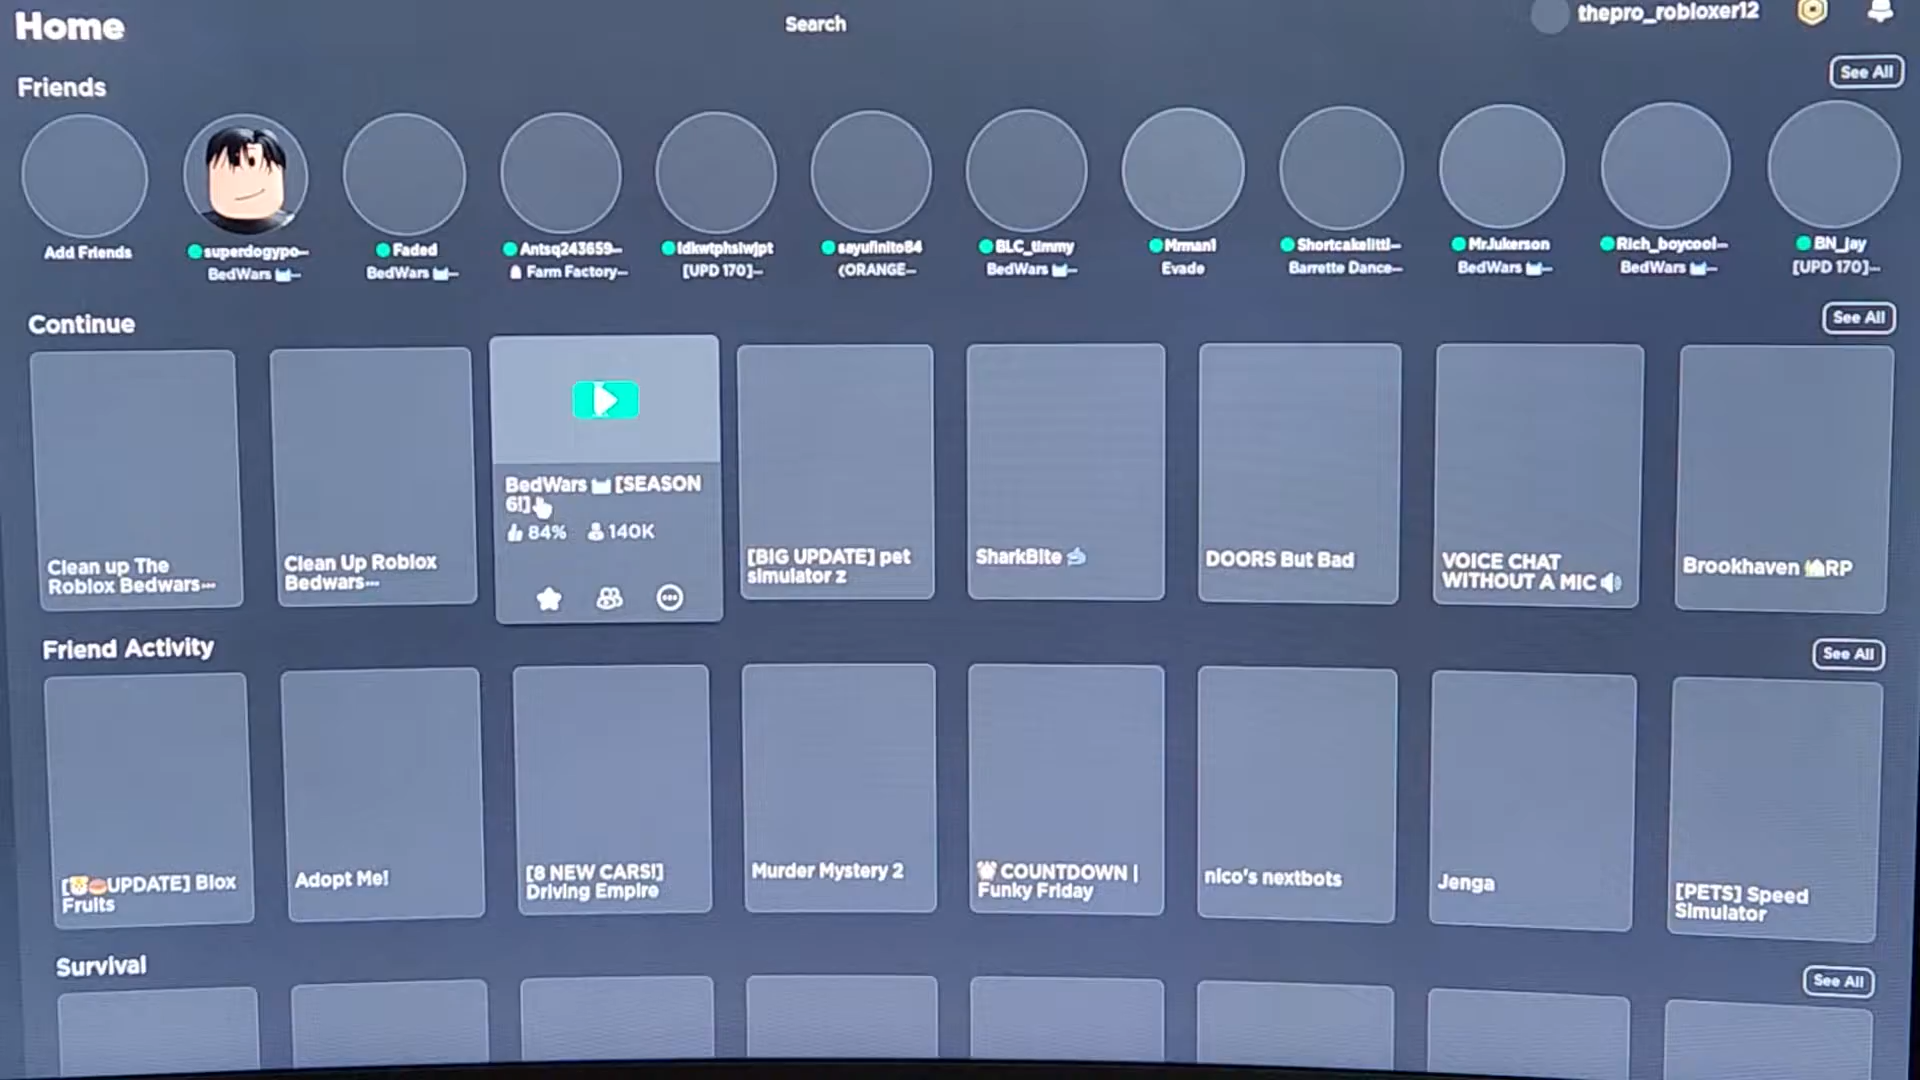 Home
Search
thepro_robloxer12
Friends
See All
Add Friends
superdogypo...
BedWars
Faded
BedWars
Antsq243659...
Farm Factory...
Idkwtphsiwjpt
[UPD 170]...
sayufinito84
(ORANGE...
BLC_timmy
BedWars
Mrman1
Evade
Shortcakelittl...
Barrette Dance...
MrJukerson
BedWars
Rich_boycool...
BedWars
BN_jay
[UPD 170]...
Continue
See All
Clean up The
Roblox Bedwars...
Clean Up Roblox
Bedwars...
BedWars [SEASON
6!]
84% 140K
[BIG UPDATE] pet
simulator z
SharkBite
DOORS But Bad
VOICE CHAT
WITHOUT A MIC
Brookhaven RP
Friend Activity
See All
[UPDATE] Blox
Fruits
Adopt Me!
[8 NEW CARS!]
Driving Empire
Murder Mystery 2
COUNTDOWN |
Funky Friday
nico's nextbots
Jenga
[PETS] Speed
Simulator
Survival
See All